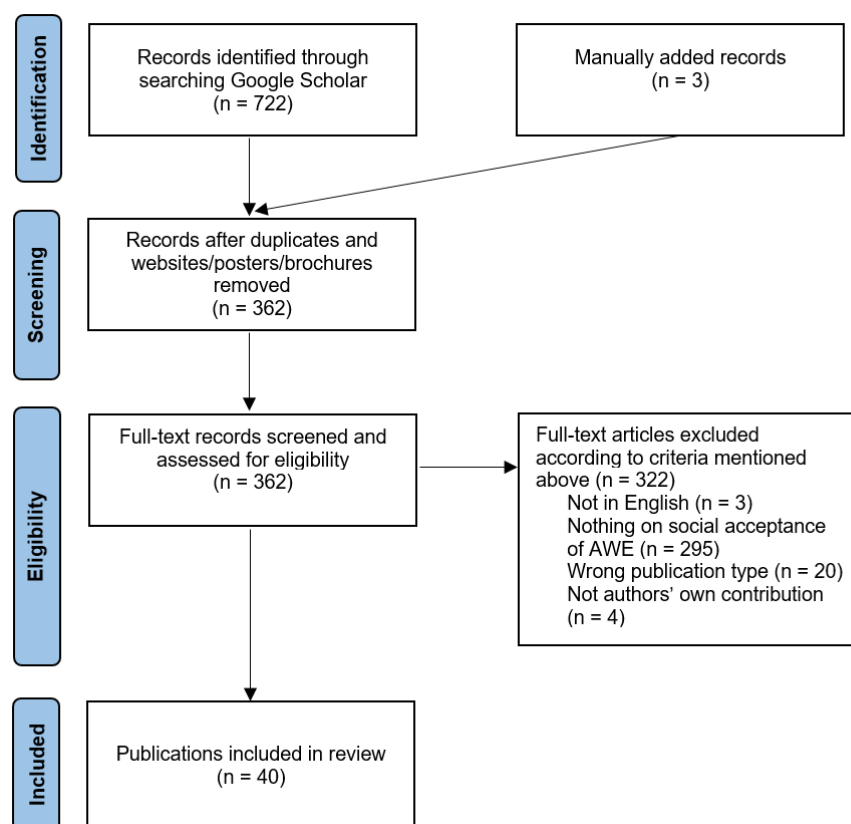 Identification
Records identified through
searching Google Scholar
(n = 722)
Manually added records
(n = 3)
Screening
Records after duplicates and
websites/posters/brochures
removed
(n = 362)
Eligibility
Full-text records screened and
assessed for eligibility
(n = 362)
Full-text articles excluded
according to criteria mentioned
above (n = 322)
Not in English (n = 3)
Nothing on social acceptance
of AWE (n = 295)
Wrong publication type (n = 20)
Not authors’ own contribution
(n = 4)
Included
Publications included in review
(n = 40)